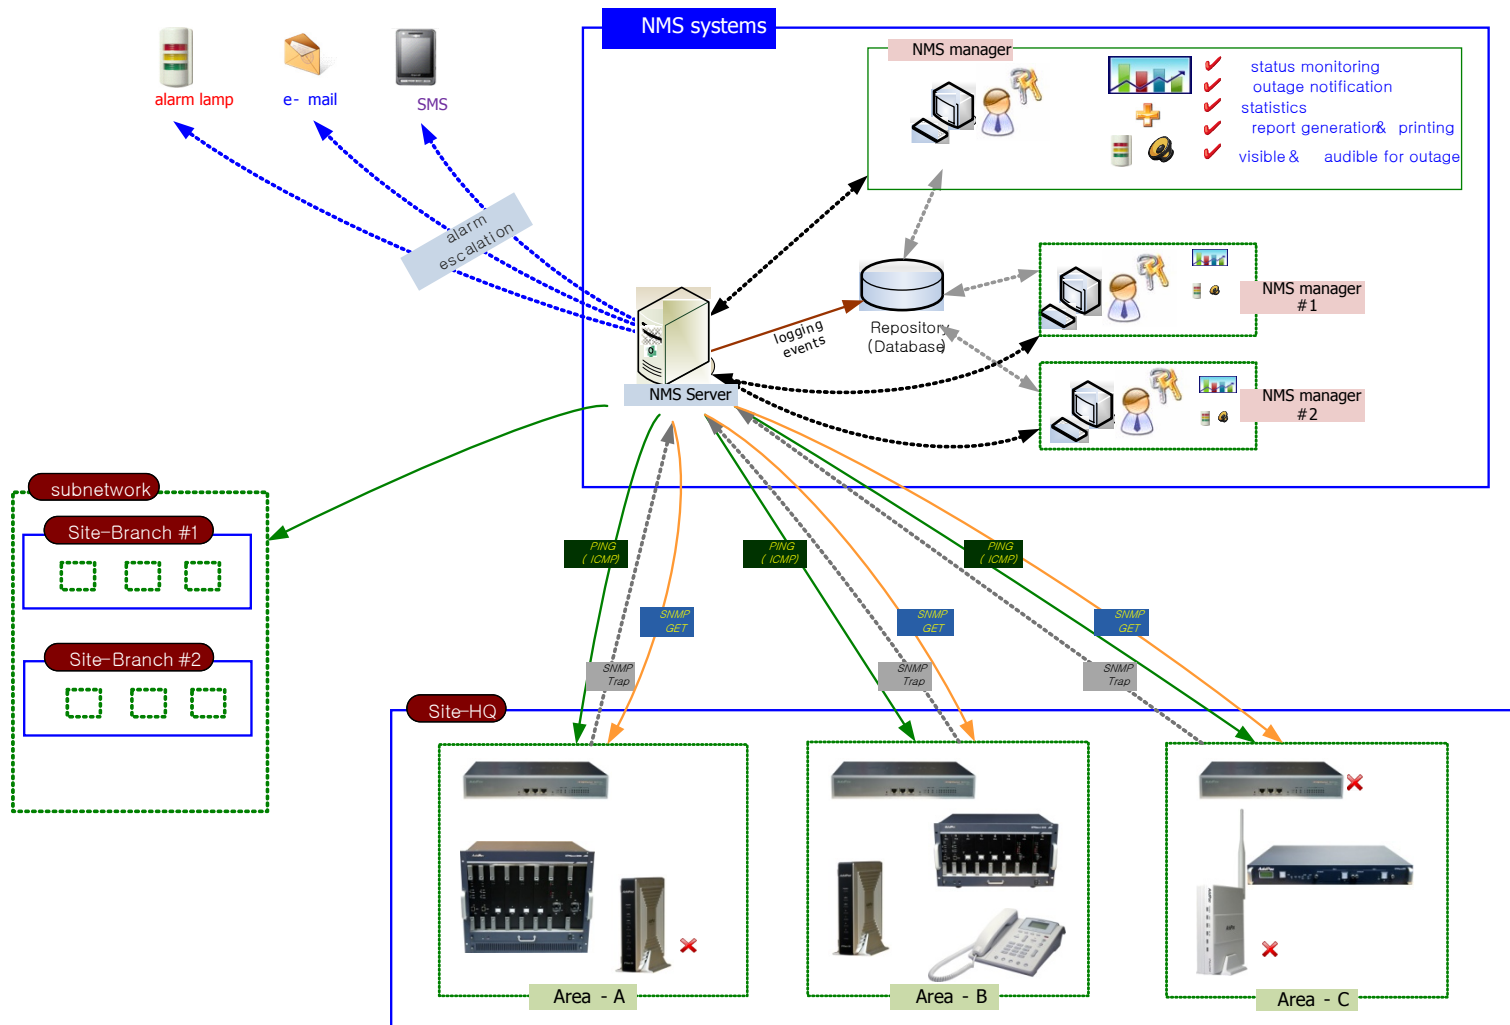 NMS systems
alarm lamp
e- mail
SMS
NMS manager
status monitoring
outage notification
statistics
report generation& printing
visible & audible for outage
alarm
escalation
NMS manager
#1
logging
events
Repository
(Database)
NMS Server
NMS manager
#2
subnetwork
Site-Branch #1
Site-Branch #2
PING
( ICMP)
PING
( ICMP)
PING
( ICMP)
SNMP
GET
SNMP
GET
SNMP
GET
SNMP
Trap
SNMP
Trap
SNMP
Trap
Site-HQ
Area - A
Area - B
Area - C